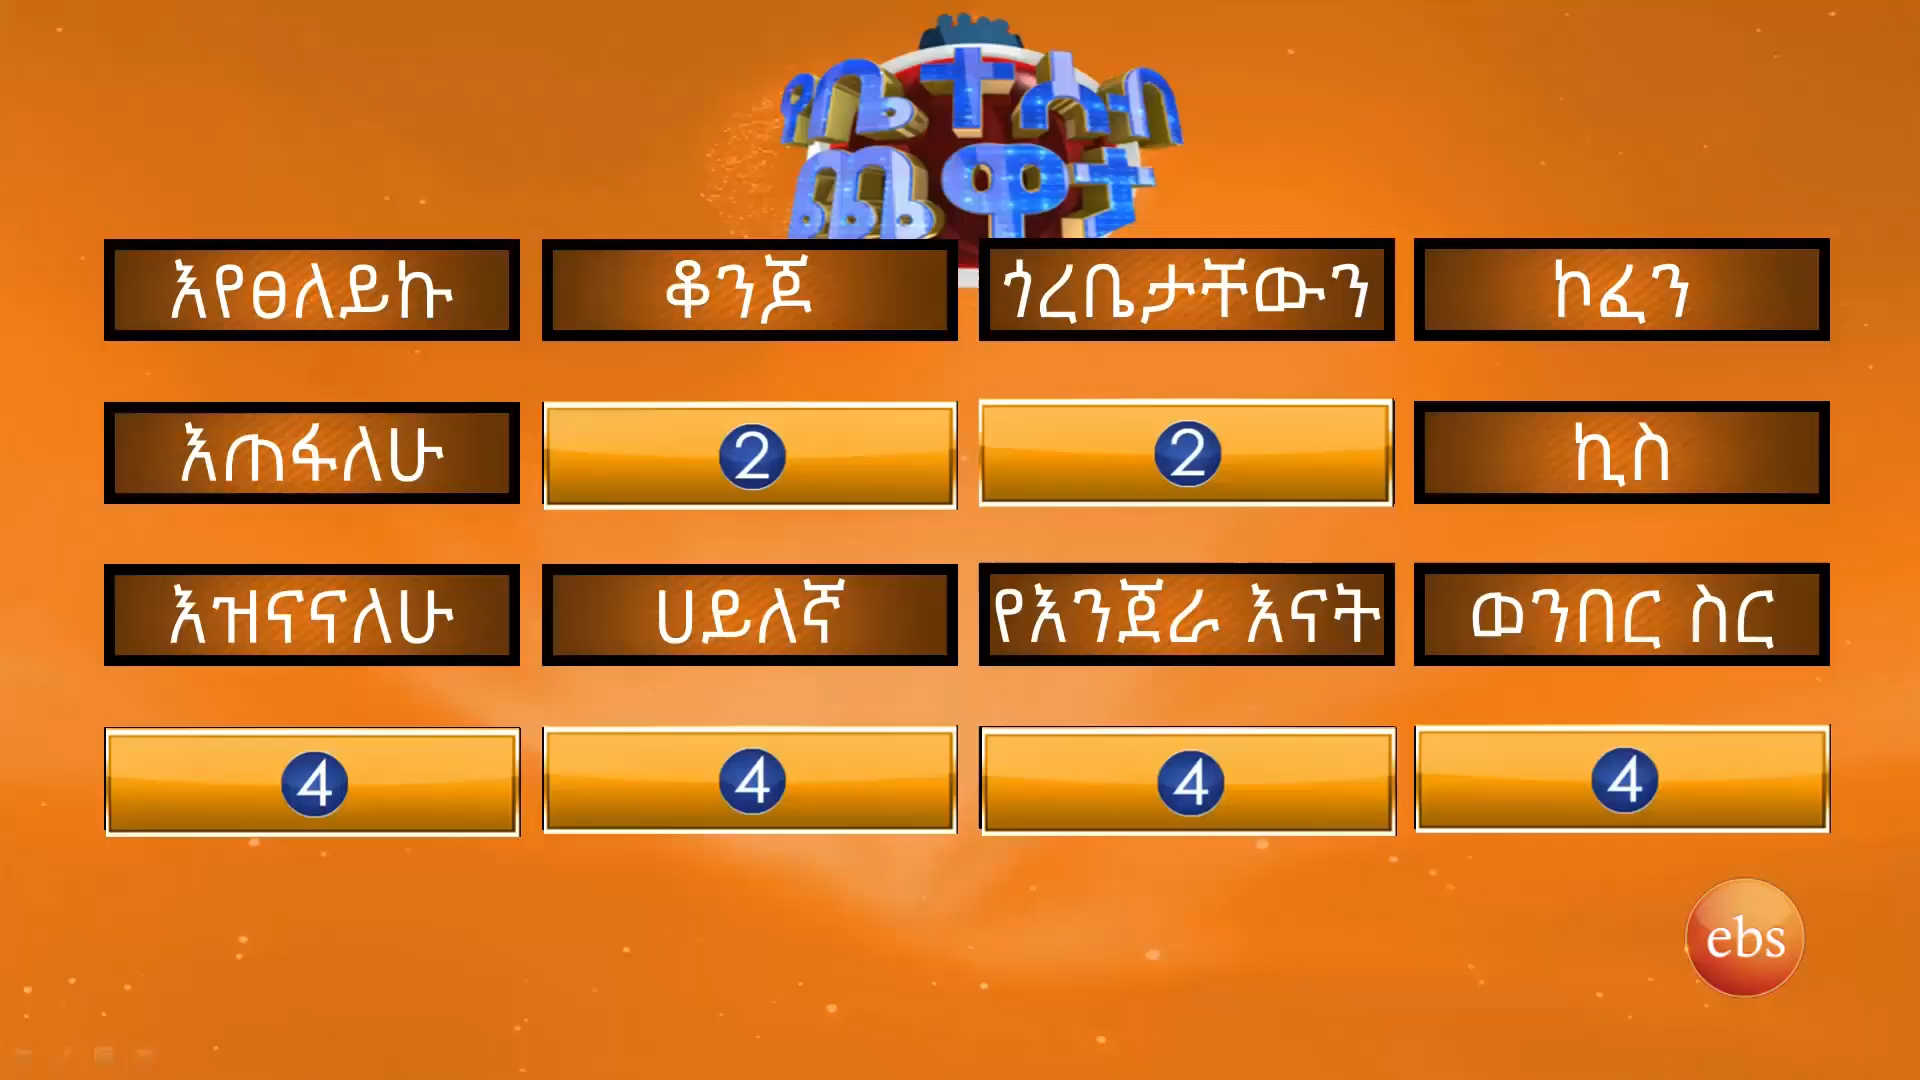 የቤተሰብ
ጨዋታ
እየፀለይኩ
ቆንጆ
ጎረቤታቸውን
ኮፈን
እጠፋለሁ
2
2
ኪስ
እዝናናለሁ
ሀይለኛ
የእንጀራ እናት
ወንበር ስር
4
4
4
4
ebs